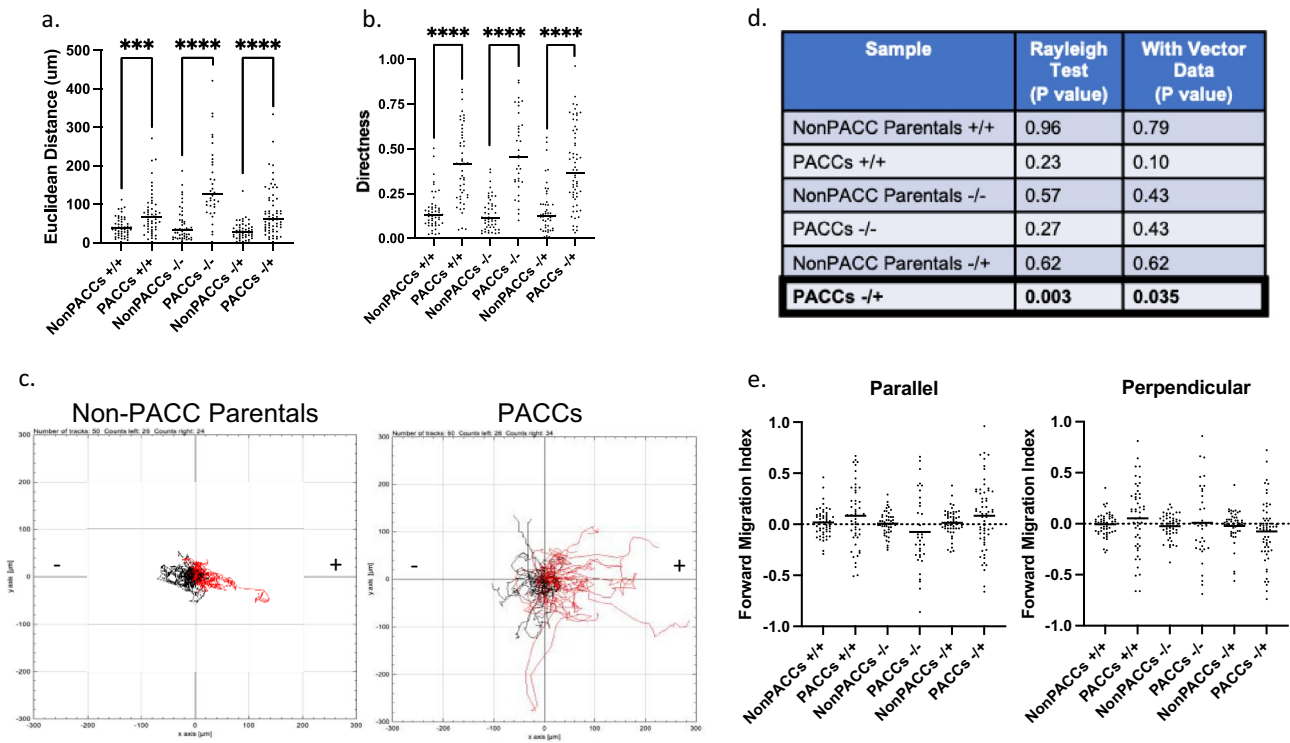 a.
*** **** ****
Euclidean Distance (um)
500
400
300
200
100
0
NonPACCs +/+
PACCs +/+
NonPACCs -/-
PACCs -/-
NonPACCs -/+
PACCs -/+
b.
**** **** ****
Directness
1.00
0.75
0.50
0.25
0.00
NonPACCs +/+
PACCs +/+
NonPACCs -/-
PACCs -/-
NonPACCs -/+
PACCs -/+
d.
Sample Rayleigh Test (P value) With Vector Data (P value)
NonPACC Parentals +/+ 0.96 0.79
PACCs +/+ 0.23 0.10
NonPACC Parentals -/- 0.57 0.43
PACCs -/- 0.27 0.43
NonPACC Parentals -/+ 0.62 0.62
PACCs -/+ 0.003 0.035
c.
Non-PACC Parentals
Number of tracks: 50 Counts left: 26 Counts right: 24
300
200
100
0
-100
-200
-300
y axis [µm]
- +
-300 -200 -100 0 100 200 300
x axis [µm]
PACCs
Number of tracks: 60 Counts left: 26 Counts right: 34
300
200
100
0
-100
-200
-300
y axis [µm]
- +
-300 -200 -100 0 100 200 300
x axis [µm]
e.
Parallel
Forward Migration Index
1.0
0.5
0.0
-0.5
-1.0
NonPACCs +/+
PACCs +/+
NonPACCs -/-
PACCs -/-
NonPACCs -/+
PACCs -/+
Perpendicular
Forward Migration Index
1.0
0.5
0.0
-0.5
-1.0
NonPACCs +/+
PACCs +/+
NonPACCs -/-
PACCs -/-
NonPACCs -/+
PACCs -/+